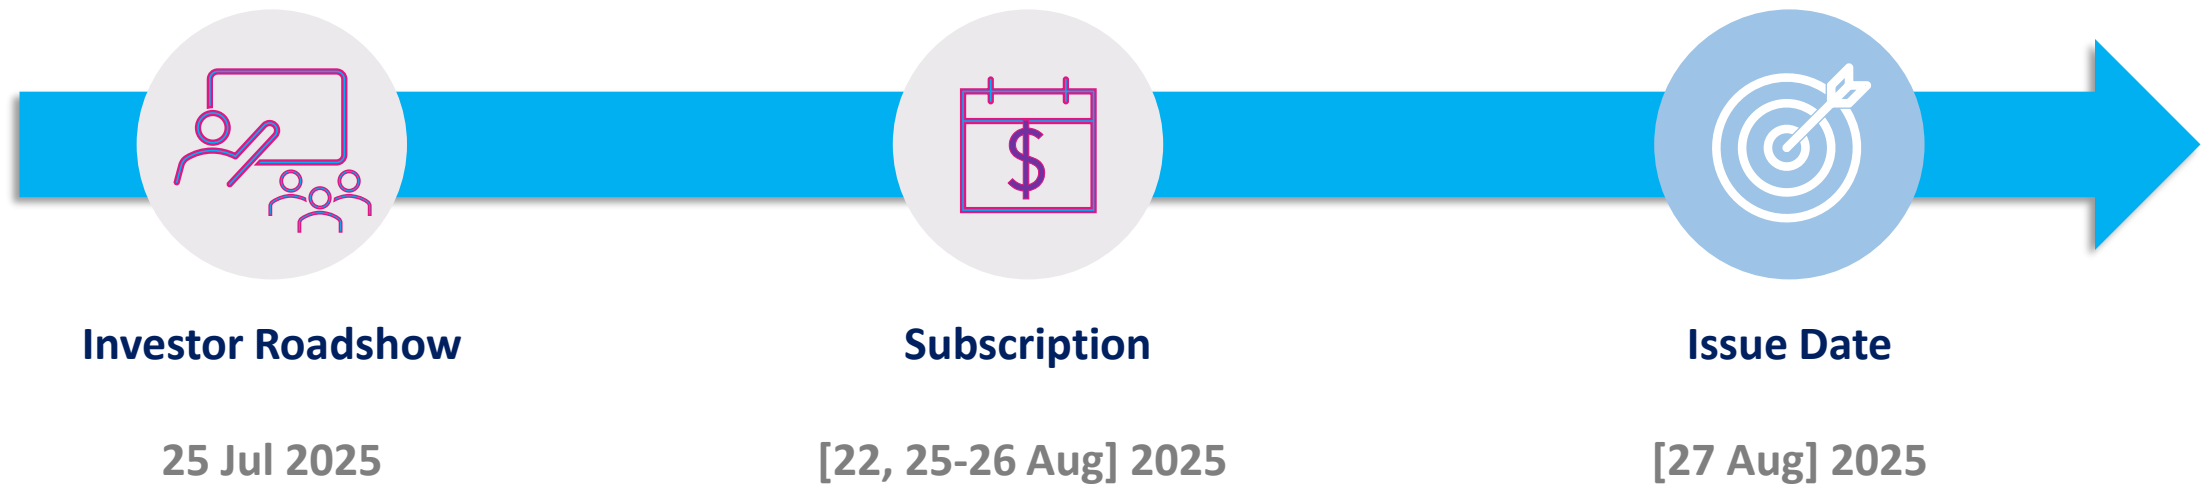 Investor Roadshow
Subscription
Issue Date
25 Jul 2025
[22, 25-26 Aug] 2025
[27 Aug] 2025